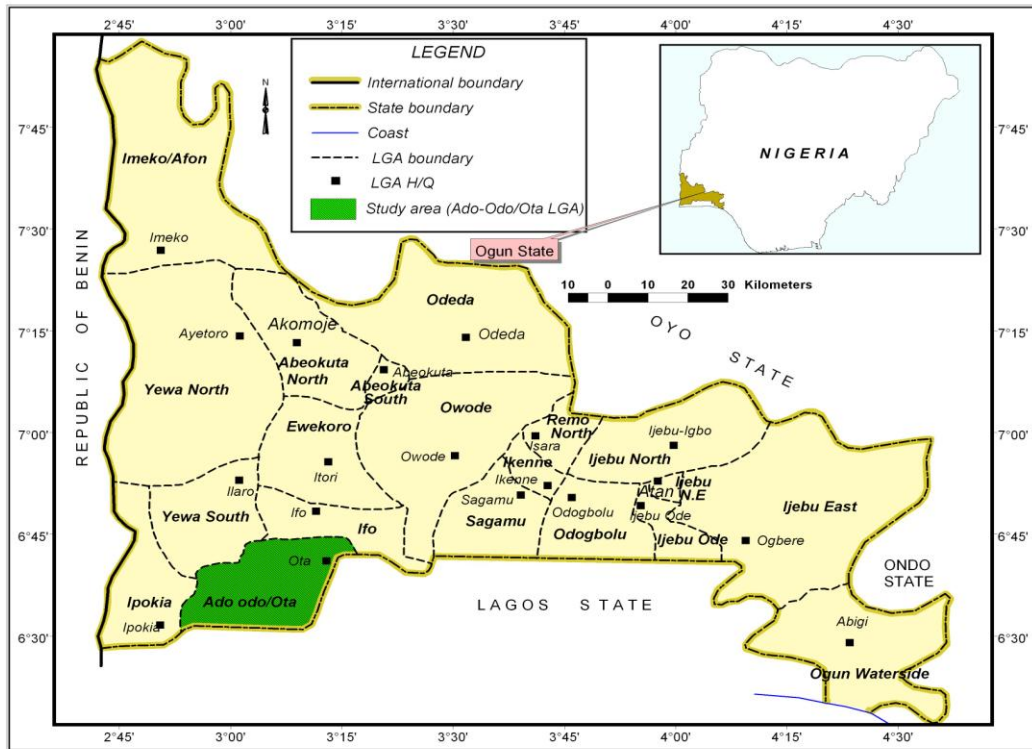 2°45'
3°00'
3°30'
3°45'
4°00'
4°15'
4°30'
LEGEND
International boundary
State boundary
Coast
LGA boundary
LGA H/Q
Study area (Ado-Odo/Ota LGA)
N
NIGERIA
Ogun State
10 0 10 20 30 Kilometers
7°45'
7°30'
7°15'
7°00'
6°45'
6°30'
7°45'
7°30'
7°15'
7°00'
6°45'
6°30'
REPUBLIC OF BENIN
OYO STATE
ONDO
STATE
LAGOS STATE
Imeko/Afon
Imeko
Odeda
Odeda
Ayetoro
Akomoje
Abeokuta
North
Abeokuta
Abeokuta
South
Yewa North
Owode
Owode
Ewekoro
Itori
Remo
North
Isara
Ijebu-Igbo
Ijebu North
Ikenne
Ikenne
Ilaro
Yewa South
Ifo
Ifo
Sagamu
Sagamu
Odogbolu
Odogbolu
Atan
Ijebu
N.E
Ijebu Ode
Ijebu Ode
Ijebu East
Ogbere
Ota
Ado odo/Ota
Ipokia
Ipokia
Abigi
Ogun Waterside
2°45'
3°00'
3°15'
3°30'
3°45'
4°00'
4°15'
4°30'